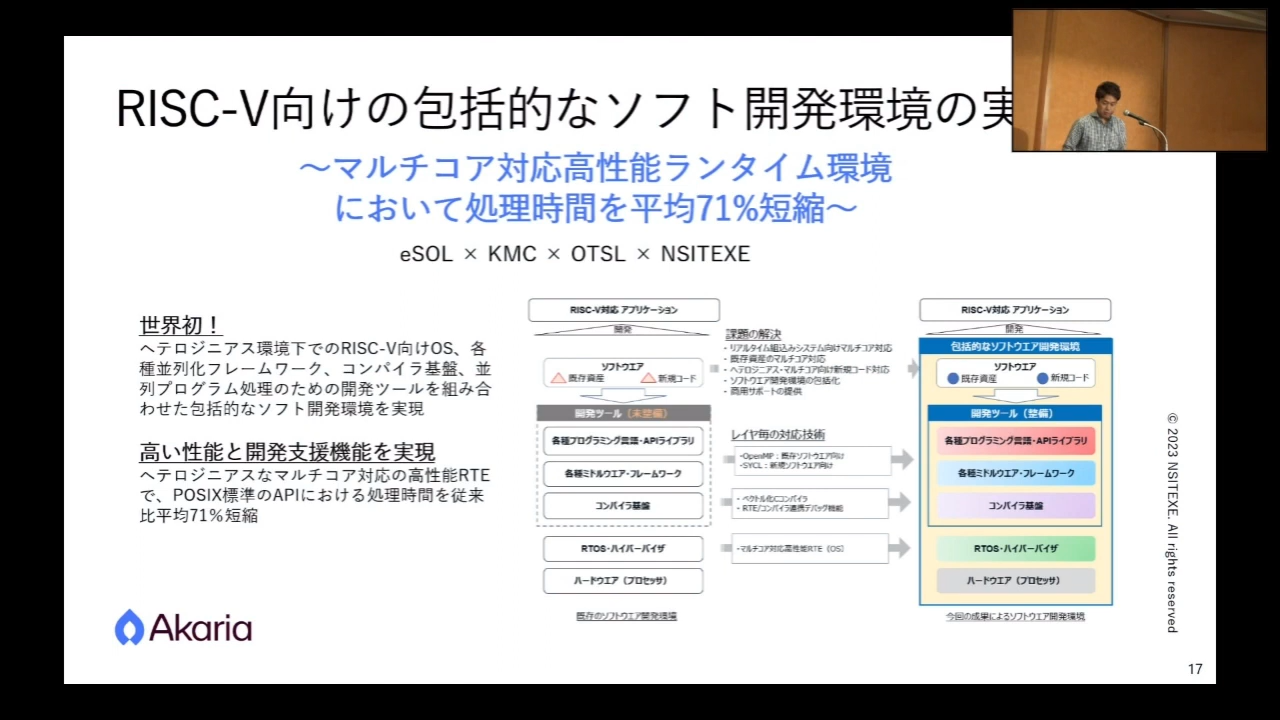 RISC-V向けの包括的なソフト開発環境の実
～マルチコア対応高性能ランタイム環境
において処理時間を平均71%短縮～
eSOL × KMC × OTSL × NSITEXE
世界初！
ヘテロジニアス環境下でのRISC-V向けOS、各
種並列化フレームワーク、コンパイラ基盤、並
列プログラム処理のための開発ツールを組み合
わせた包括的なソフト開発環境を実現
高い性能と開発支援機能を実現
ヘテロジニアスなマルチコア対応の高性能RTE
で、POSIX標準のAPIにおける処理時間を従来
比平均71%短縮
RISC-V対応 アプリケーション
開発
ソフトウエア
既存資産 新規コード
開発ツール（未整備）
各種プログラミング言語・APIライブラリ
各種ミドルウエア・フレームワーク
コンパイラ基盤
RTOS・ハイパーバイザ
ハードウエア（プロセッサ）
既存のソフトウエア開発環境
課題の解決
・リアルタイム組込みシステム向けマルチコア対応
・既存資産のマルチコア対応
・ヘテロジニアス・マルチコア向け新規コード対応
・ソフトウエア開発環境の包括化
・商用サポートの提供
レイヤ毎の対応技術
・OpenMP：既存ソフトウエア向け
・SYCL：新規ソフトウエア向け
・ベクトル化Cコンパイラ
・RTE/コンパイラ連携デバッグ機能
・マルチコア対応高性能RTE（OS）
RISC-V対応 アプリケーション
開発
包括的なソフトウエア開発環境
ソフトウエア
既存資産 新規コード
開発ツール（整備）
各種プログラミング言語・APIライブラリ
各種ミドルウエア・フレームワーク
コンパイラ基盤
RTOS・ハイパーバイザ
ハードウエア（プロセッサ）
今回の成果によるソフトウエア開発環境
© 2023 NSITEXE. All rights reserved
Akaria
17